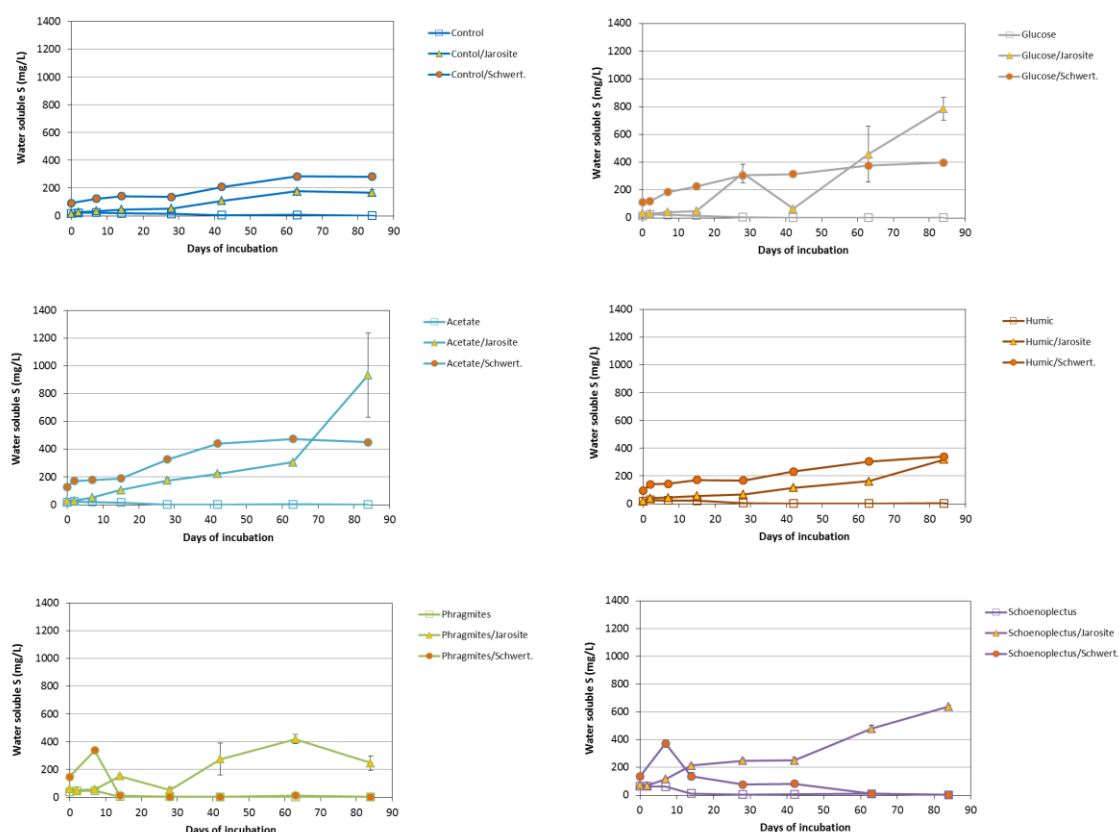 Water soluble S (mg/L)
1400
1200
1000
800
600
400
200
0
0 10 20 30 40 50 60 70 80 90
Days of incubation
Control
Contol/Jarosite
Control/Schwert.
Water soluble S (mg/L)
1400
1200
1000
800
600
400
200
0
0 10 20 30 40 50 60 70 80 90
Days of incubation
Glucose
Glucose/Jarosite
Glucose/Schwert.
Water soluble S (mg/L)
1400
1200
1000
800
600
400
200
0
0 10 20 30 40 50 60 70 80 90
Days of incubation
Acetate
Acetate/Jarosite
Acetate/Schwert.
Water soluble S (mg/L)
1400
1200
1000
800
600
400
200
0
0 10 20 30 40 50 60 70 80 90
Days of incubation
Humic
Humic/Jarosite
Humic/Schwert.
Water soluble S (mg/L)
1400
1200
1000
800
600
400
200
0
0 10 20 30 40 50 60 70 80 90
Days of incubation
Phragmites
Phragmites/Jarosite
Phragmites/Schwert.
Water soluble S (mg/L)
1400
1200
1000
800
600
400
200
0
0 10 20 30 40 50 60 70 80 90
Days of incubation
Schoenoplectus
Schoenoplectus/Jarosite
Schoenoplectus/Schwert.